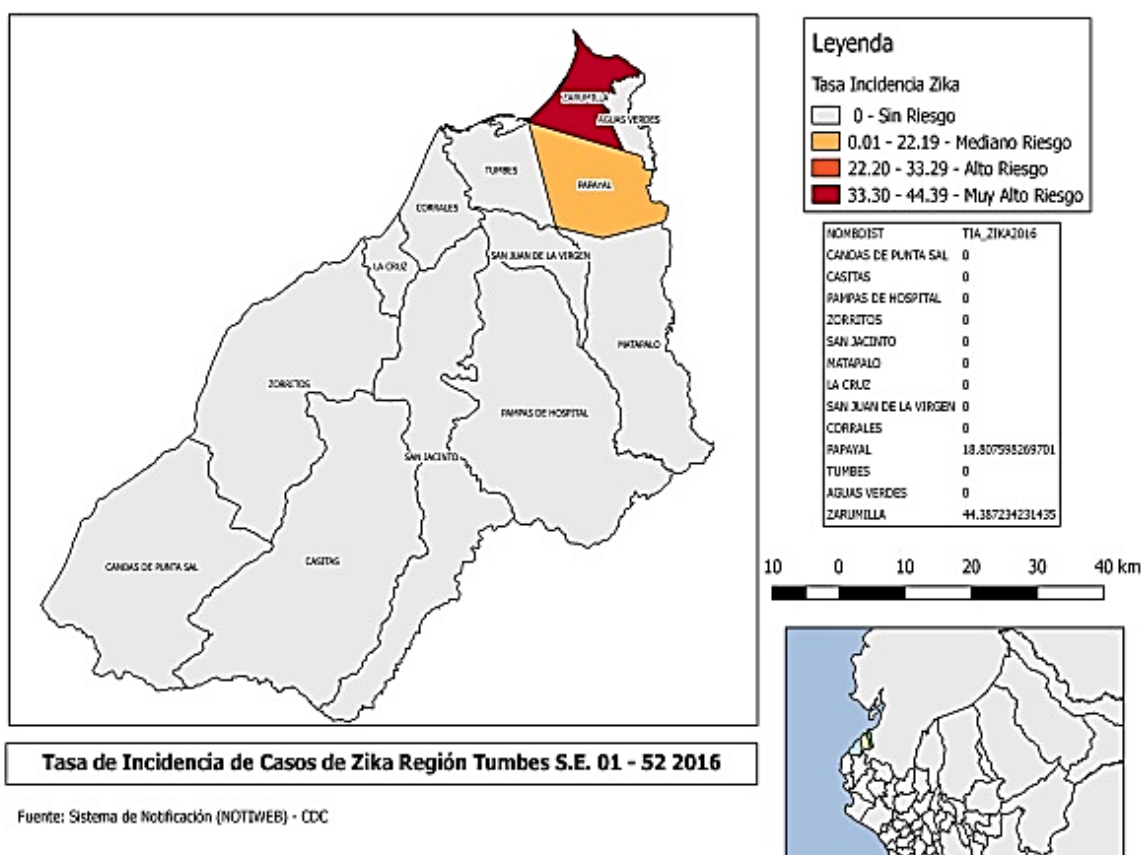 ZARUMILLA
AGUAS VERDES
TUMBES
PAPAYAL
CORRALES
SAN JUAN DE LA VIRGEN
LA CRUZ
MATAPALO
ZORRITOS
PAMPAS DE HOSPITAL
SAN JACINTO
CASITAS
CANOAS DE PUNTA SAL
Tasa de Incidencia de Casos de Zika Región Tumbes S.E. 01 - 52 2016
Fuente: Sistema de Notificación (NOTIWEB) - CDC
Leyenda
Tasa Incidencia Zika
0 - Sin Riesgo
0.01 - 22.19 - Mediano Riesgo
22.20 - 33.29 - Alto Riesgo
33.30 - 44.39 - Muy Alto Riesgo
NOMBDIST TIA_ZIKA2016
CANOAS DE PUNTA SAL 0
CASITAS 0
PAMPAS DE HOSPITAL 0
ZORRITOS 0
SAN JACINTO 0
MATAPALO 0
LA CRUZ 0
SAN JUAN DE LA VIRGEN 0
CORRALES 0
PAPAYAL 18.807598269701
TUMBES 0
AGUAS VERDES 0
ZARUMILLA 44.387234231435
10 0 10 20 30 40 km